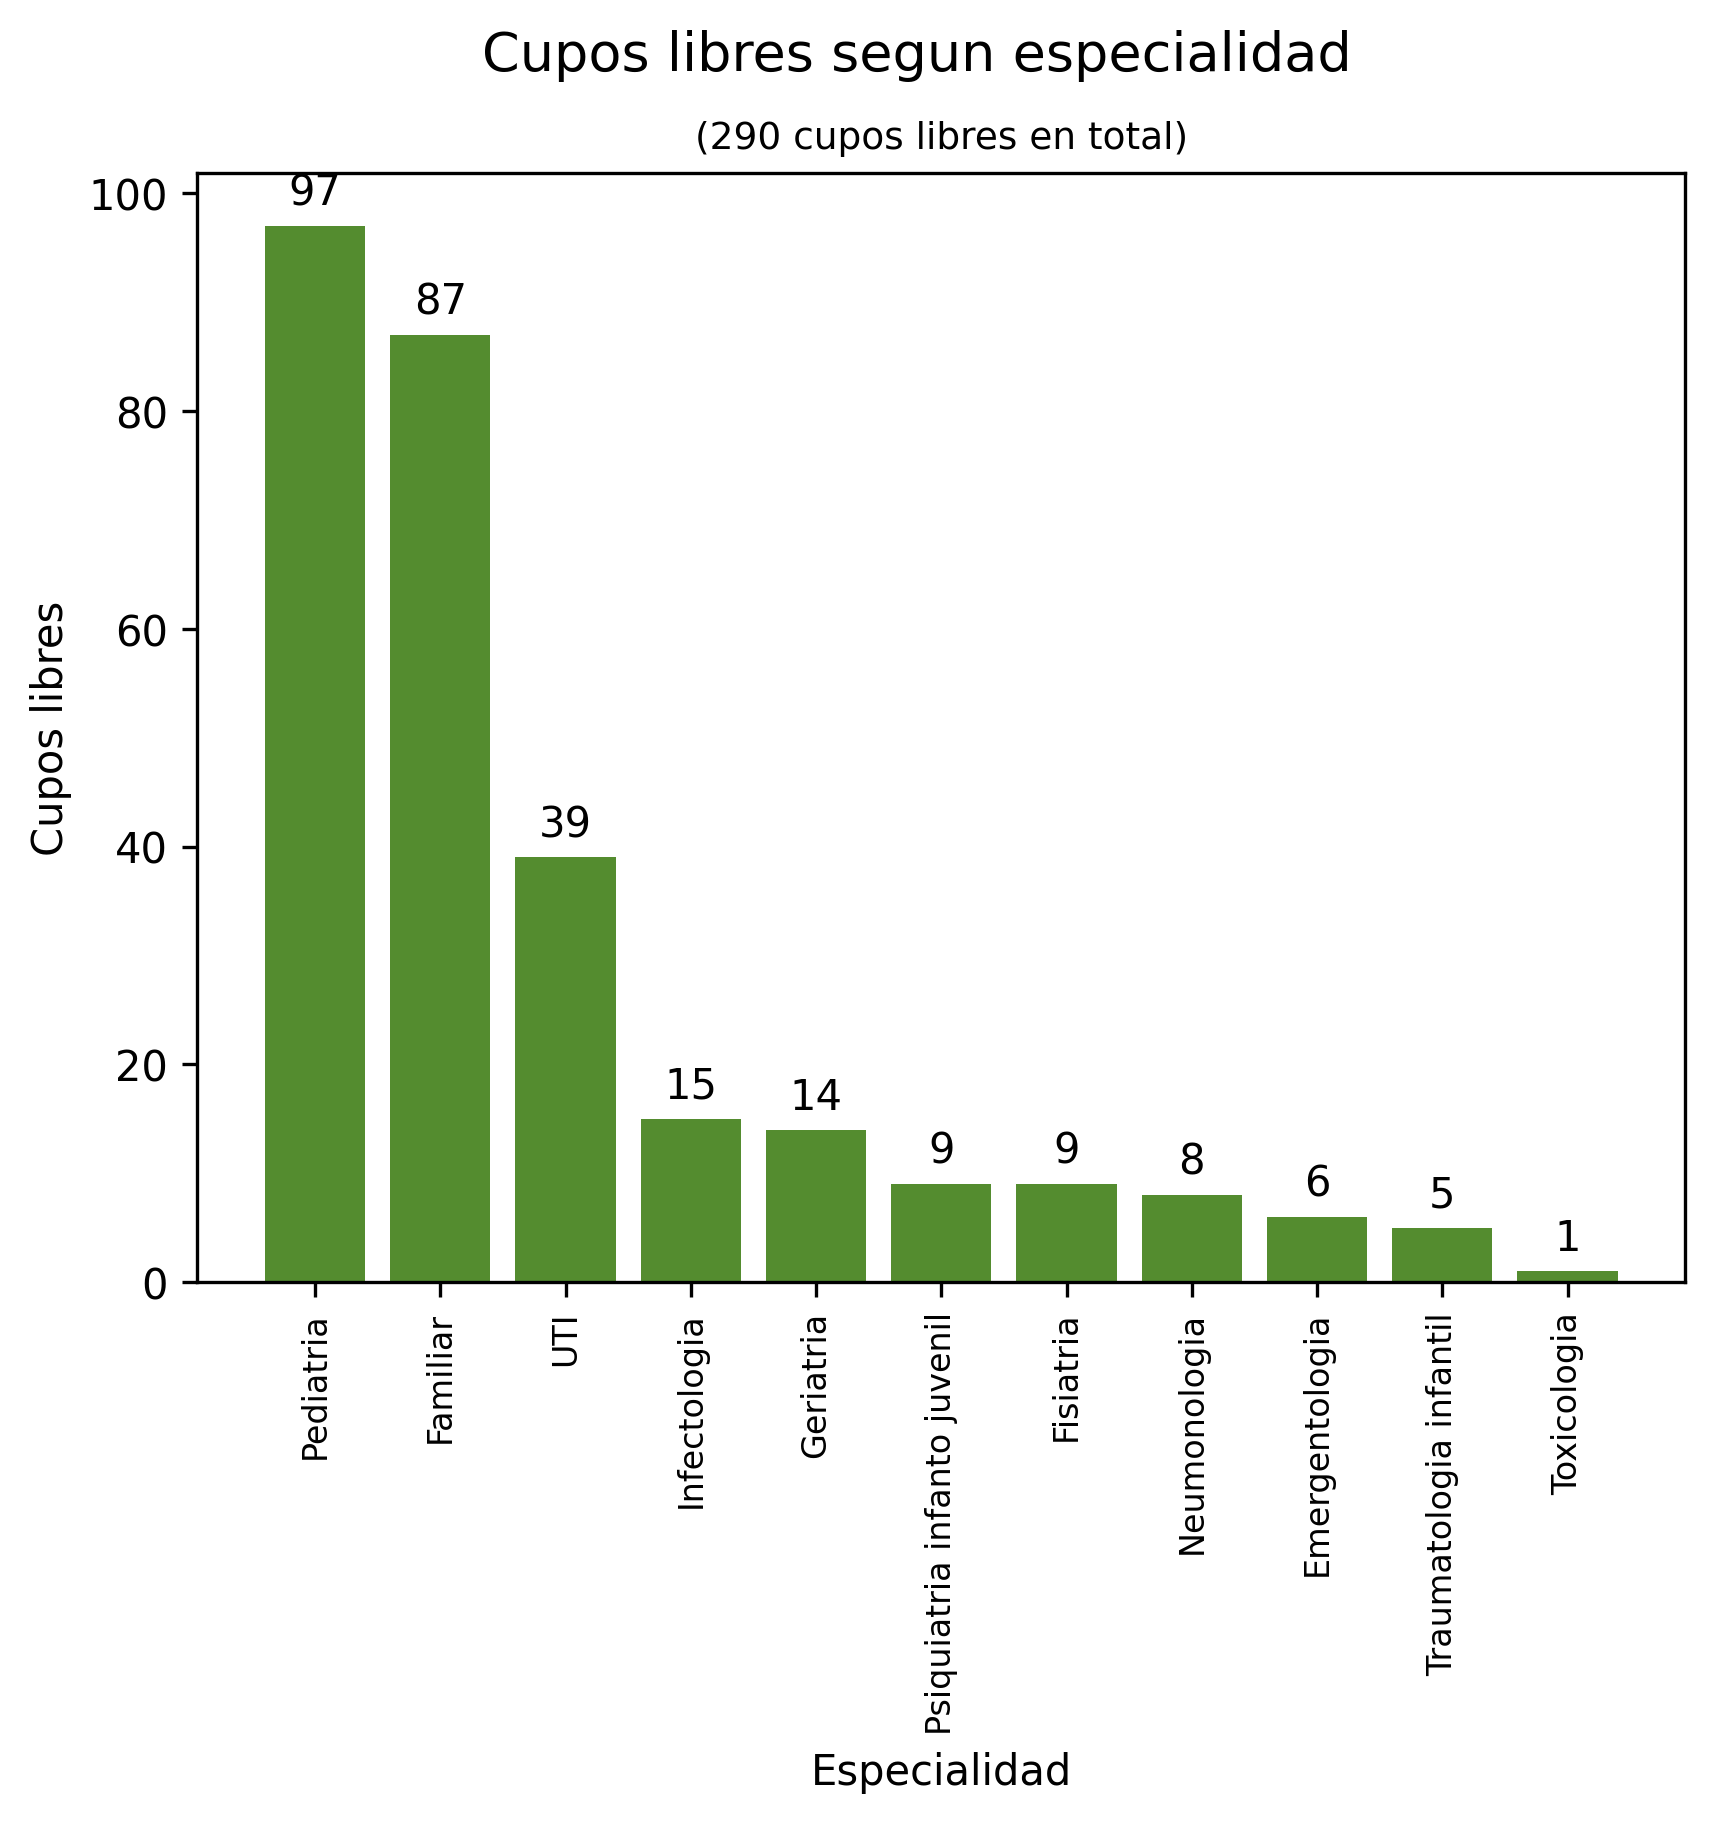 Cupos libres segun especialidad
(290 cupos libres en total)
Cupos libres
100
80
60
40
20
0
97
87
39
15
14
9
9
8
6
5
1
Pediatria
Familiar
UTI
Infectologia
Geriatria
Psiquiatria infanto juvenil
Fisiatria
Neumonologia
Emergentologia
Traumatologia infantil
Toxicologia
Especialidad